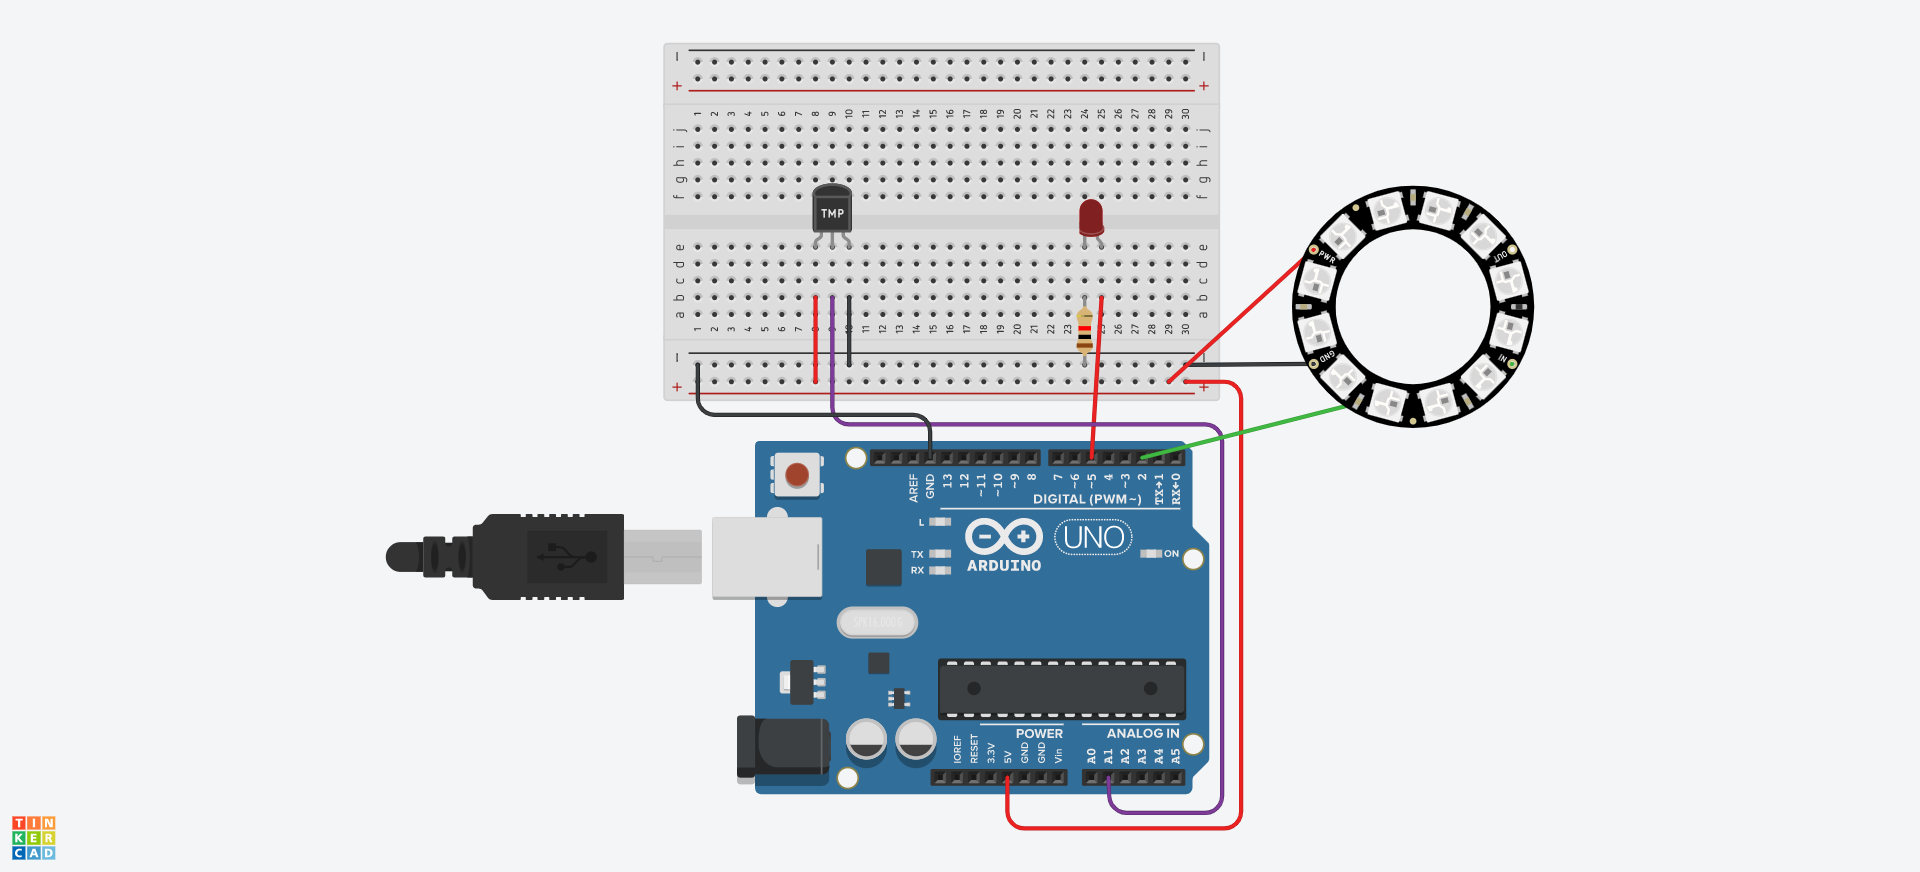 − −
+ +
1 2 3 4 5 6 7 8 9 10 11 12 13 14 15 16 17 18 19 20 21 22 23 24 25 26 27 28 29 30
j j
i i
h h
g g
f f
TMP
e e
d d
c c
b b
a a
1 2 3 4 5 6 7 8 9 10 11 12 13 14 15 16 17 18 19 20 21 22 23 25 26 27 28 29 30
− −
+ +
PWR
OUT
GND
IN
AREF GND 13 12 ~11 ~10 ~9 8 7 ~6 ~5 4 ~3 2 TX→1 RX←0
DIGITAL (PWM~)
L
TX
RX
UNO
ON
ARDUINO
POWER
ANALOG IN
IOREF RESET 3.3V 5V GND GND Vin A0 A1 A2 A3 A4 A5
TIN
KER
CAD